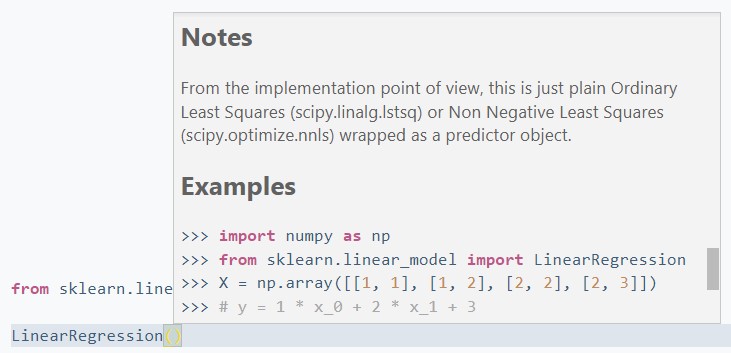 Notes
From the implementation point of view, this is just plain Ordinary
Least Squares (scipy.linalg.lstsq) or Non Negative Least Squares
(scipy.optimize.nnls) wrapped as a predictor object.
Examples
>>> import numpy as np
>>> from sklearn.linear_model import LinearRegression
>>> X = np.array([[1, 1], [1, 2], [2, 2], [2, 3]])
>>> # y = 1 * x_0 + 2 * x_1 + 3
from sklearn.line
LinearRegression()